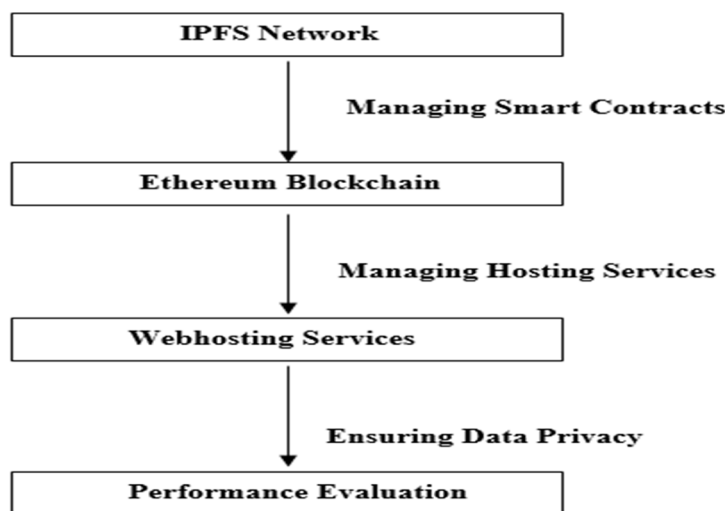 IPFS Network
Managing Smart Contracts
Ethereum Blockchain
Managing Hosting Services
Webhosting Services
Ensuring Data Privacy
Performance Evaluation